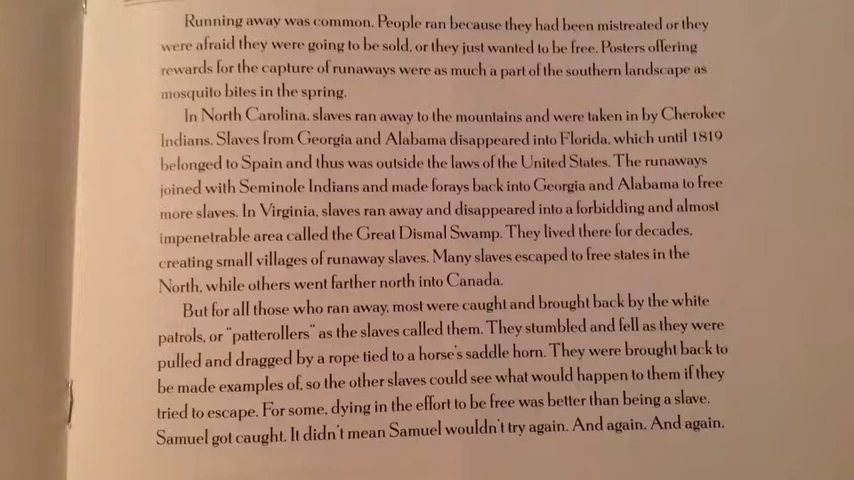 Running away was common. People ran because they had been mistreated or they
were afraid they were going to be sold, or they just wanted to be free. Posters offering
rewards for the capture of runaways were as much a part of the southern landscape as
mosquito bites in the spring.
In North Carolina, slaves ran away to the mountains and were taken in by Cherokee
Indians. Slaves from Georgia and Alabama disappeared into Florida, which until 1819
belonged to Spain and thus was outside the laws of the United States. The runaways
joined with Seminole Indians and made forays back into Georgia and Alabama to free
more slaves. In Virginia, slaves ran away and disappeared into a forbidding and almost
impenetrable area called the Great Dismal Swamp. They lived there for decades,
creating small villages of runaway slaves. Many slaves escaped to free states in the
North, while others went farther north into Canada.
But for all those who ran away, most were caught and brought back by the white
patrols, or "patterollers" as the slaves called them. They stumbled and fell as they were
pulled and dragged by a rope tied to a horse's saddle horn. They were brought back to
be made examples of, so the other slaves could see what would happen to them if they
tried to escape. For some, dying in the effort to be free was better than being a slave.
Samuel got caught. It didn't mean Samuel wouldn't try again. And again. And again.